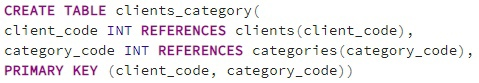 CREATE TABLE clients_category(
client_code INT REFERENCES clients(client_code),
category_code INT REFERENCES categories(category_code),
PRIMARY KEY (client_code, category_code))